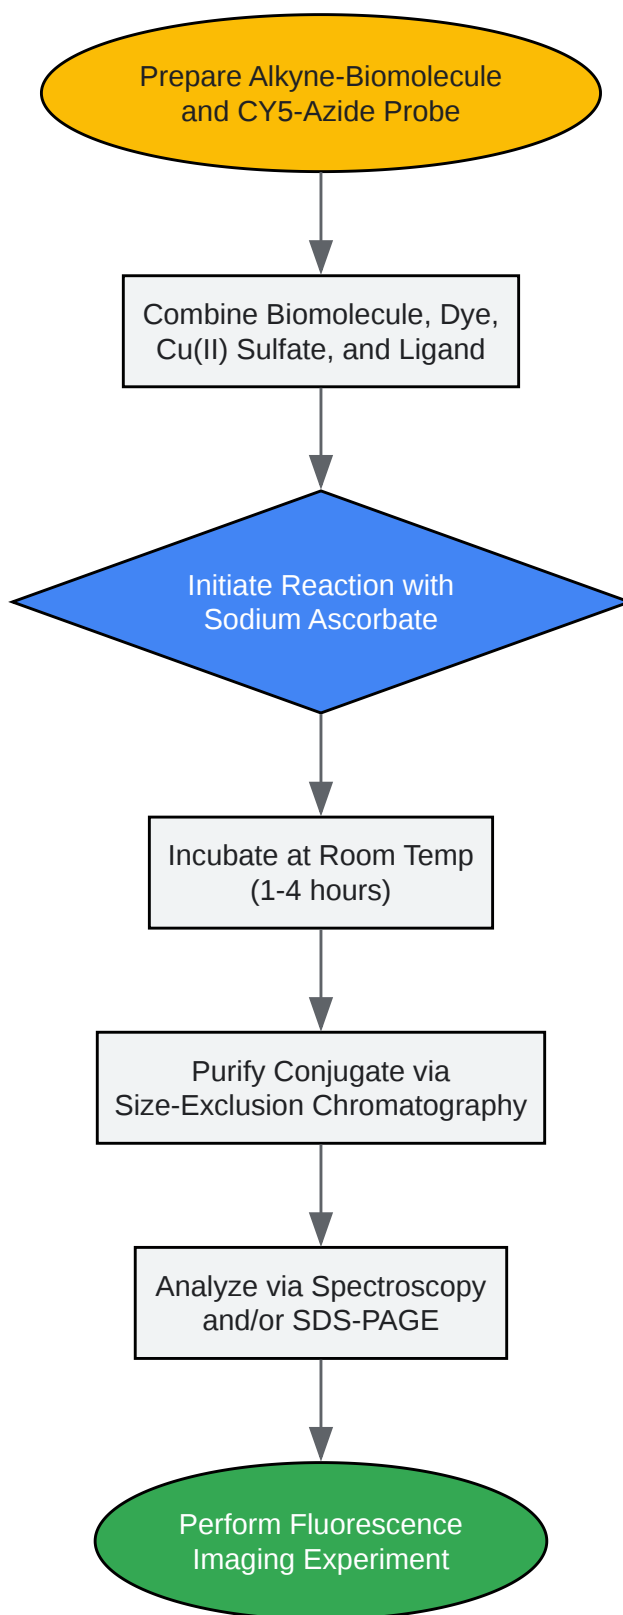 Prepare Alkyne-Biomolecule
and CY5-Azide Probe
Combine Biomolecule, Dye,
Cu(II) Sulfate, and Ligand
Initiate Reaction with
Sodium Ascorbate
Incubate at Room Temp
(1-4 hours)
Purify Conjugate via
Size-Exclusion Chromatography
Analyze via Spectroscopy
and/or SDS-PAGE
Perform Fluorescence
Imaging Experiment